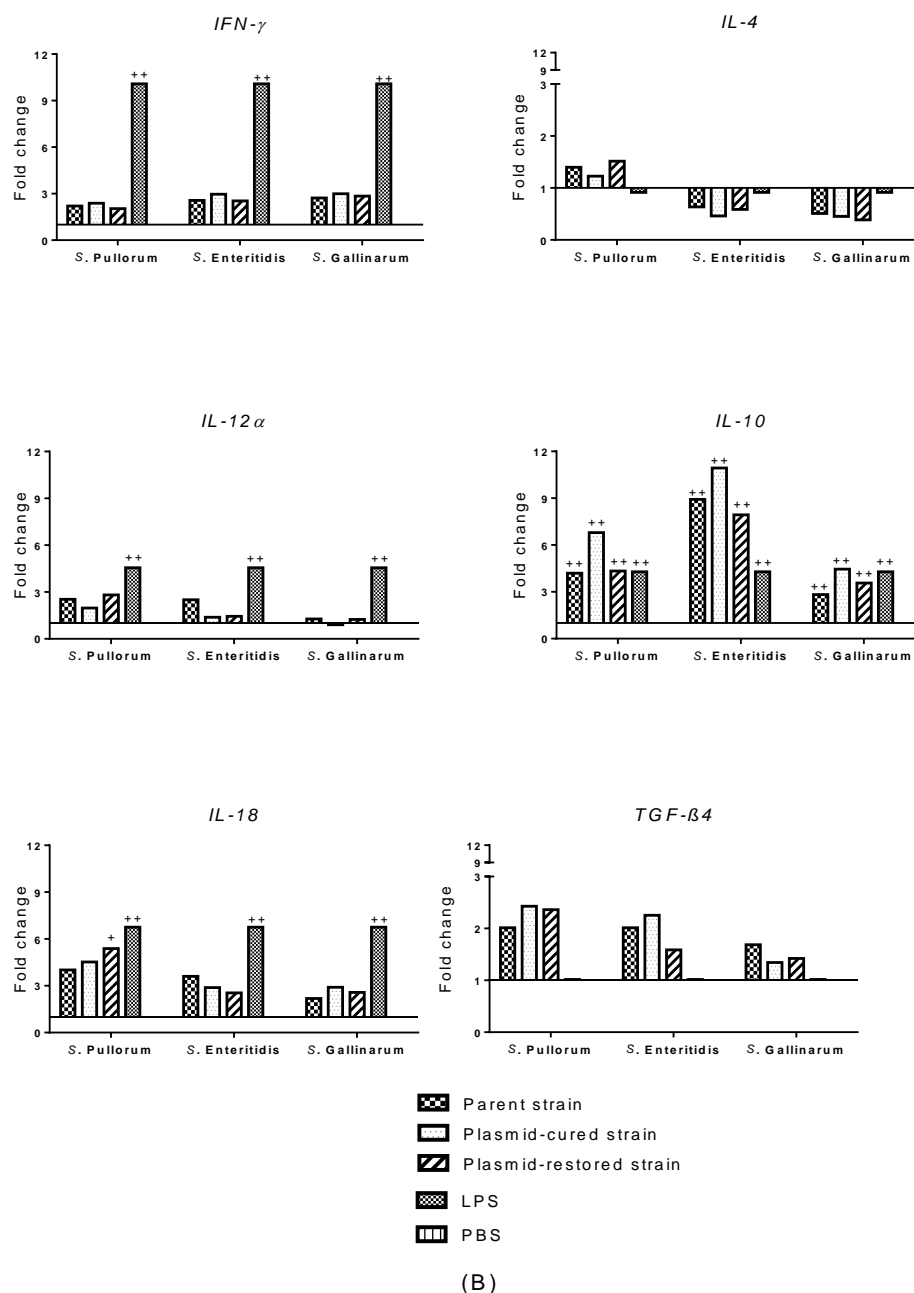 IFN-γ
12
9
6
3
0
Fold change
++
++
++
S. Pullorum S. Enteritidis S. Gallinarum
IL-4
12
9
3
2
1
0
Fold change
S. Pullorum S. Enteritidis S. Gallinarum
IL-12α
12
9
6
3
0
Fold change
++
++
++
S. Pullorum S. Enteritidis S. Gallinarum
IL-10
12
9
6
3
0
Fold change
++ ++ ++ ++
++ ++ ++ ++
++ ++ ++ ++
S. Pullorum S. Enteritidis S. Gallinarum
IL-18
12
9
6
3
0
Fold change
+ ++
++
++
S. Pullorum S. Enteritidis S. Gallinarum
TGF-ß4
12
9
3
2
1
0
Fold change
S. Pullorum S. Enteritidis S. Gallinarum
Parent strain
Plasmid-cured strain
Plasmid-restored strain
LPS
PBS
(B)